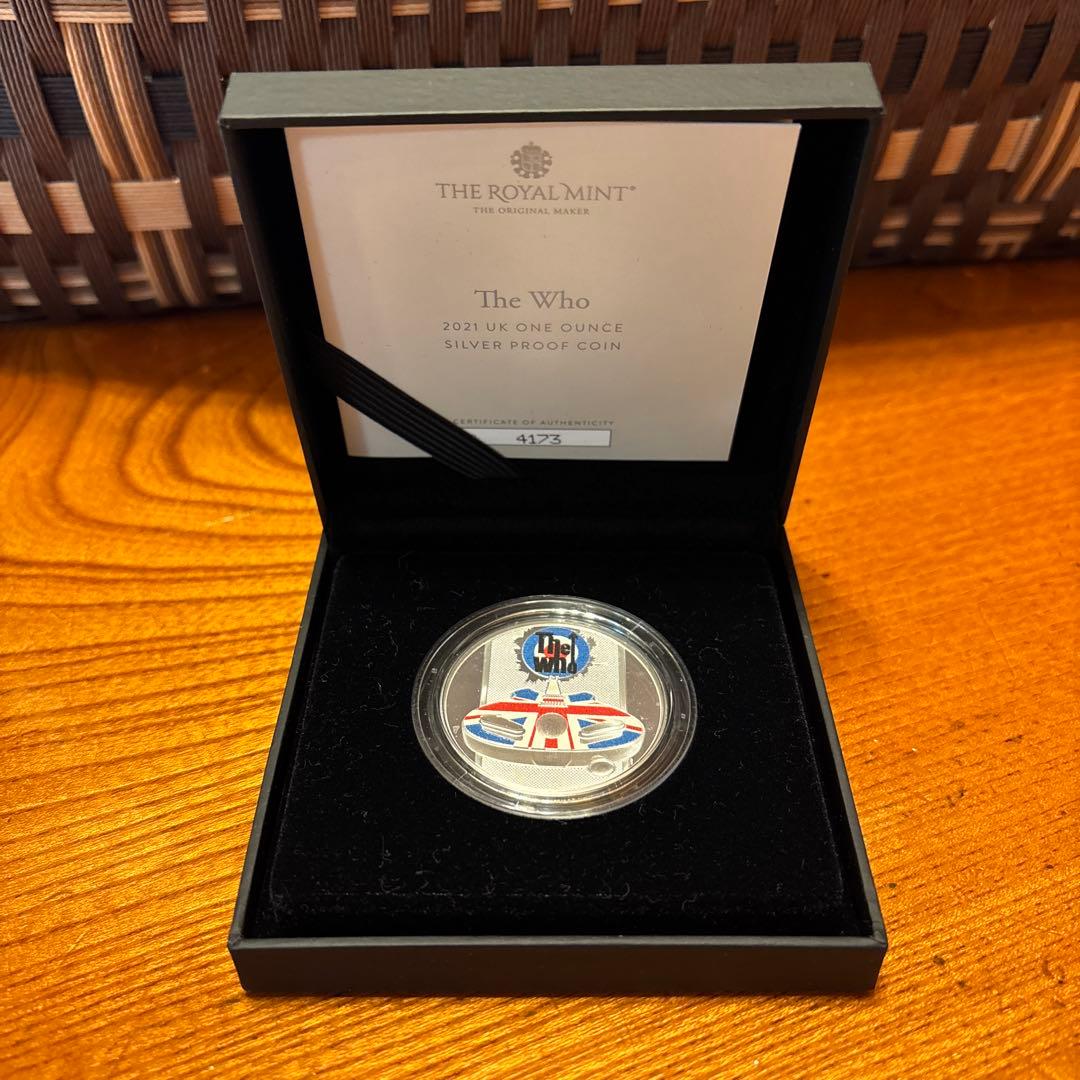 THE ROYAL MINT®
THE ORIGINAL MAKER
The Who
2021 UK ONE OUNCE
SILVER PROOF COIN
CERTIFICATE OF AUTHENTICITY
4173
The
Who